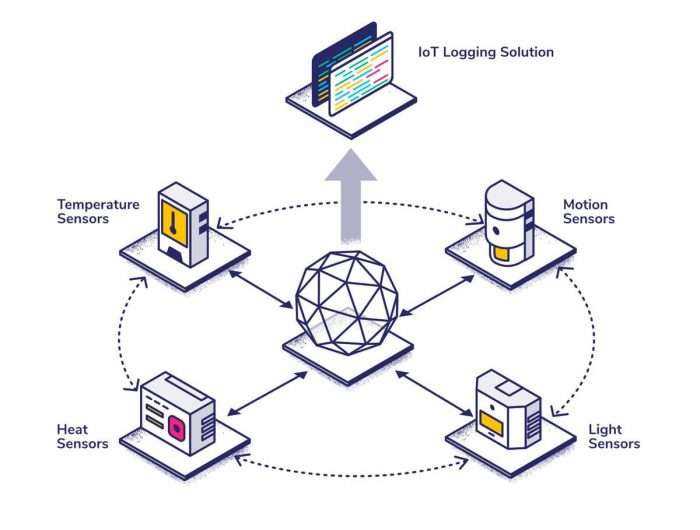 IoT Logging Solution
Temperature
Sensors
Motion
Sensors
Heat
Sensors
Light
Sensors